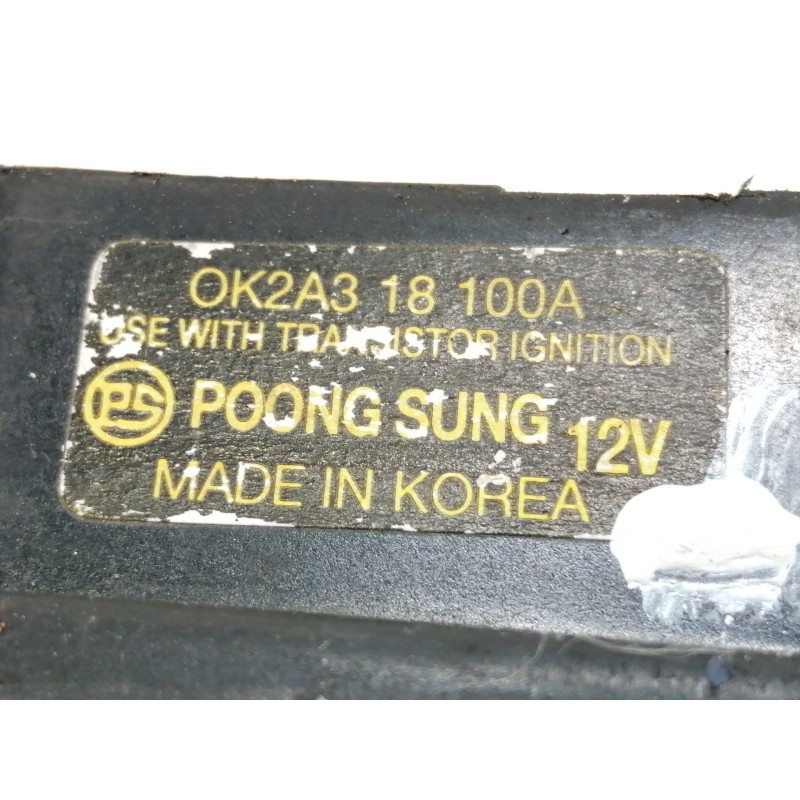 OK2A3 18 100A
USE WITH TRANSISTOR IGNITION
PS POONG SUNG 12V
MADE IN KOREA